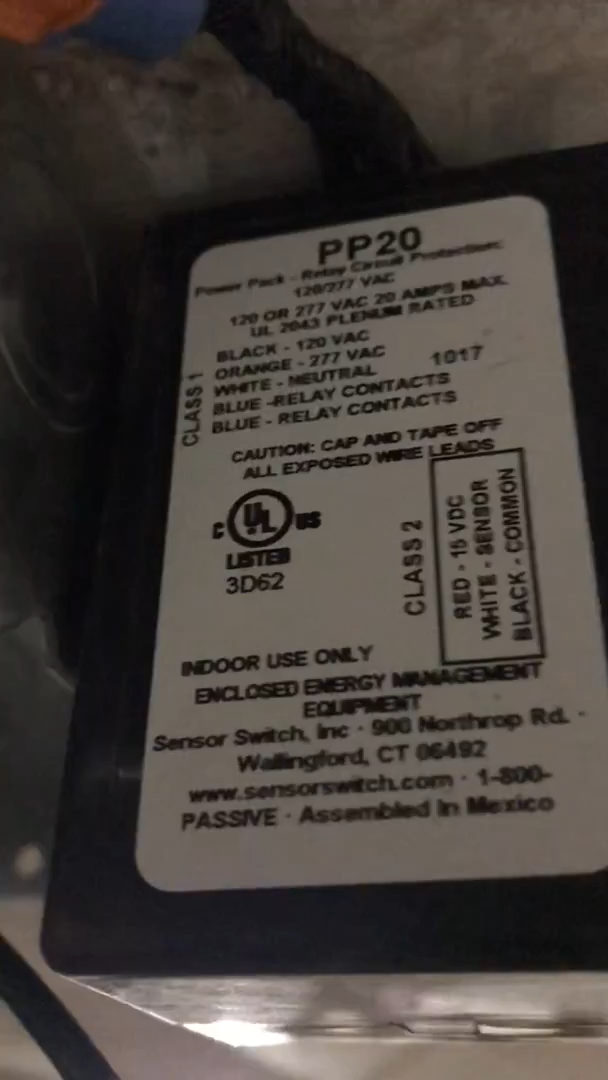 PP20
Power Pack - Relay Circuit Protection:
120/277 VAC
120 OR 277 VAC 20 AMPS MAX.
UL 2043 PLENUM RATED
CLASS 1
BLACK - 120 VAC
ORANGE - 277 VAC
WHITE - NEUTRAL
BLUE -RELAY CONTACTS
BLUE - RELAY CONTACTS
1017
CAUTION: CAP AND TAPE OFF
ALL EXPOSED WIRE LEADS
C UL US
LISTED
3D62
CLASS 2
RED - 15 VDC
WHITE - SENSOR
BLACK - COMMON
INDOOR USE ONLY
ENCLOSED ENERGY MANAGEMENT
EQUIPMENT
Sensor Switch, Inc · 900 Northrop Rd. ·
Wallingford, CT 06492
www.sensorswitch.com · 1-800-
PASSIVE · Assembled In Mexico